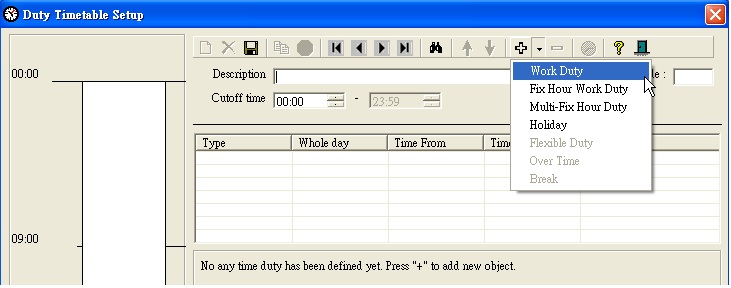 Duty Timetable Setup
Description
le :
Cutoff time 00:00 - 23:59
Work Duty
Fix Hour Work Duty
Multi-Fix Hour Duty
Holiday
Flexible Duty
Over Time
Break
00:00
09:00
Type Whole day Time From Time
No any time duty has been defined yet. Press "+" to add new object.